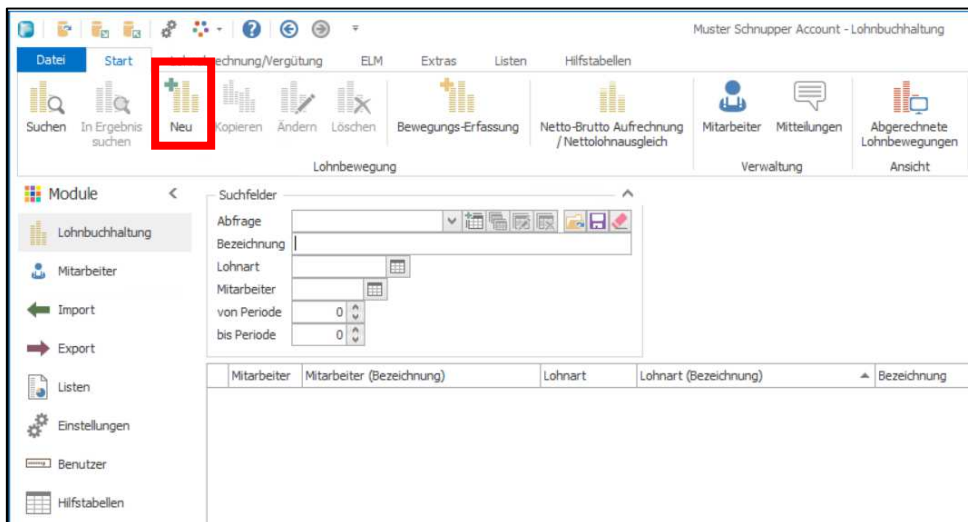 Muster Schnupper Account - Lohnbuchhaltung
Datei Start Lohnabrechnung/Vergütung ELM Extras Listen Hilfstabellen
Suchen In Ergebnis suchen Neu Kopieren Ändern Löschen Bewegungs-Erfassung Netto-Brutto Aufrechnung / Nettolohnausgleich Mitarbeiter Mitteilungen Abgerechnete Lohnbewegungen
Lohnbewegung Verwaltung Ansicht
Module
Lohnbuchhaltung
Mitarbeiter
Import
Export
Listen
Einstellungen
Benutzer
Hilfstabellen
Suchfelder
Abfrage
Bezeichnung
Lohnart
Mitarbeiter
von Periode 0
bis Periode 0
Mitarbeiter Mitarbeiter (Bezeichnung) Lohnart Lohnart (Bezeichnung) Bezeichnung